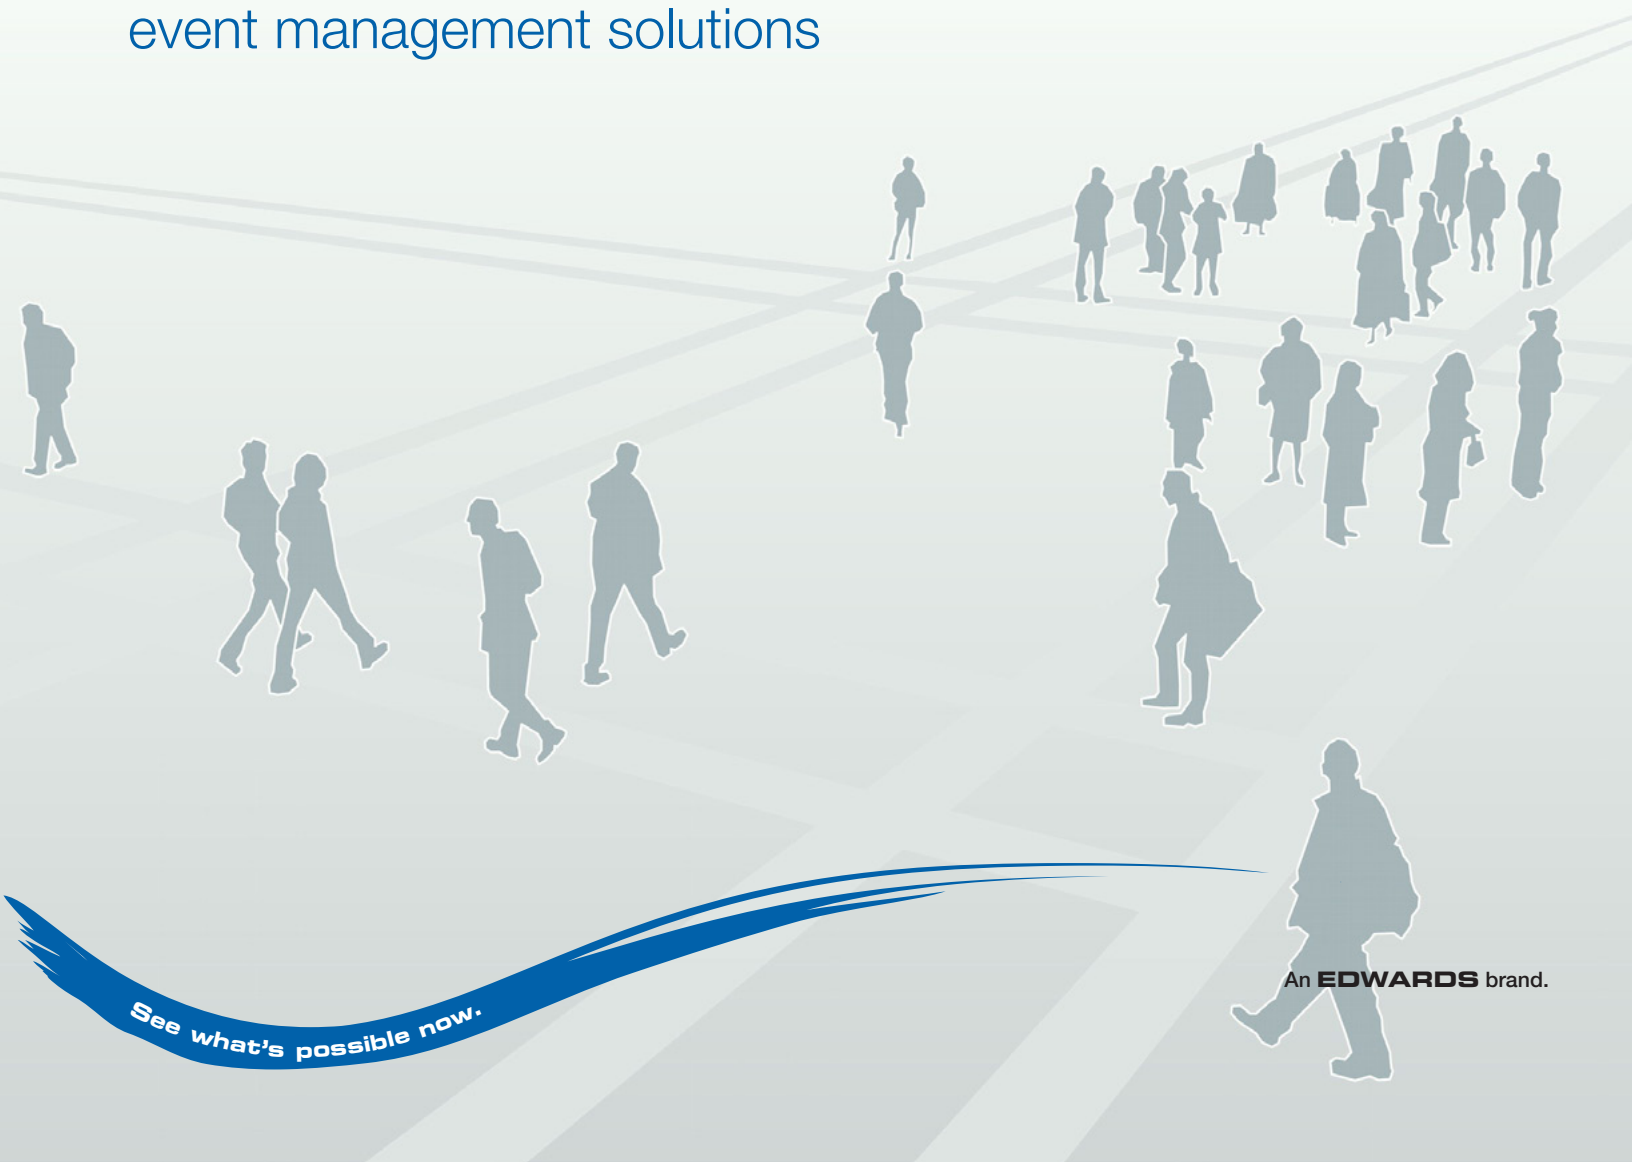 event management solutions
An EDWARDS brand.
See what's possible now.